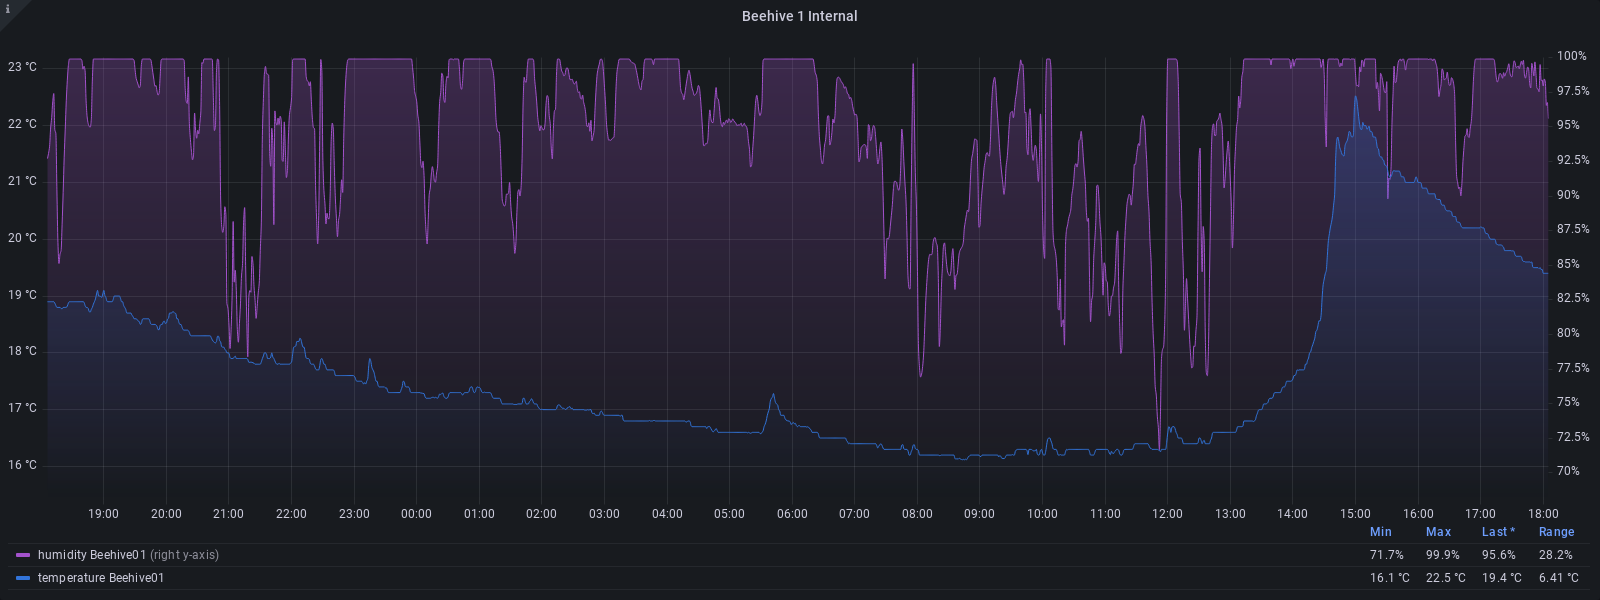 i
Beehive 1 Internal
23 °C
22 °C
21 °C
20 °C
19 °C
18 °C
17 °C
16 °C
100%
97.5%
95%
92.5%
90%
87.5%
85%
82.5%
80%
77.5%
75%
72.5%
70%
19:00 20:00 21:00 22:00 23:00 00:00 01:00 02:00 03:00 04:00 05:00 06:00 07:00 08:00 09:00 10:00 11:00 12:00 13:00 14:00 15:00 16:00 17:00 18:00
Min Max Last * Range
humidity Beehive01 (right y-axis) 71.7% 99.9% 95.6% 28.2%
temperature Beehive01 16.1 °C 22.5 °C 19.4 °C 6.41 °C